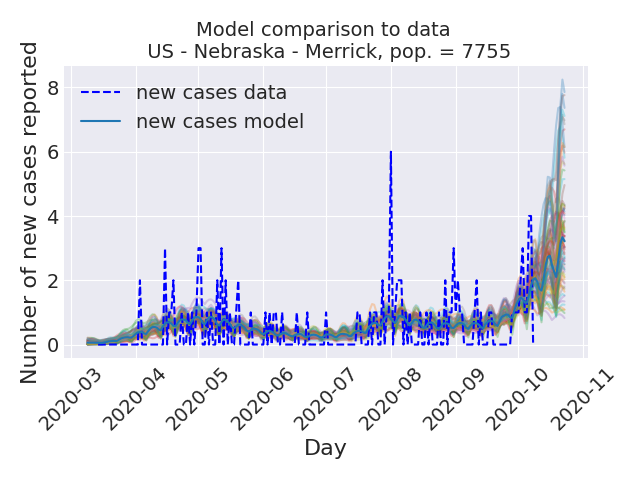 Model comparison to data
US - Nebraska - Merrick, pop. = 7755
Number of new cases reported
8
6
4
2
0
new cases data
new cases model
2020-03
2020-04
2020-05
2020-06
2020-07
2020-08
2020-09
2020-10
2020-11
Day